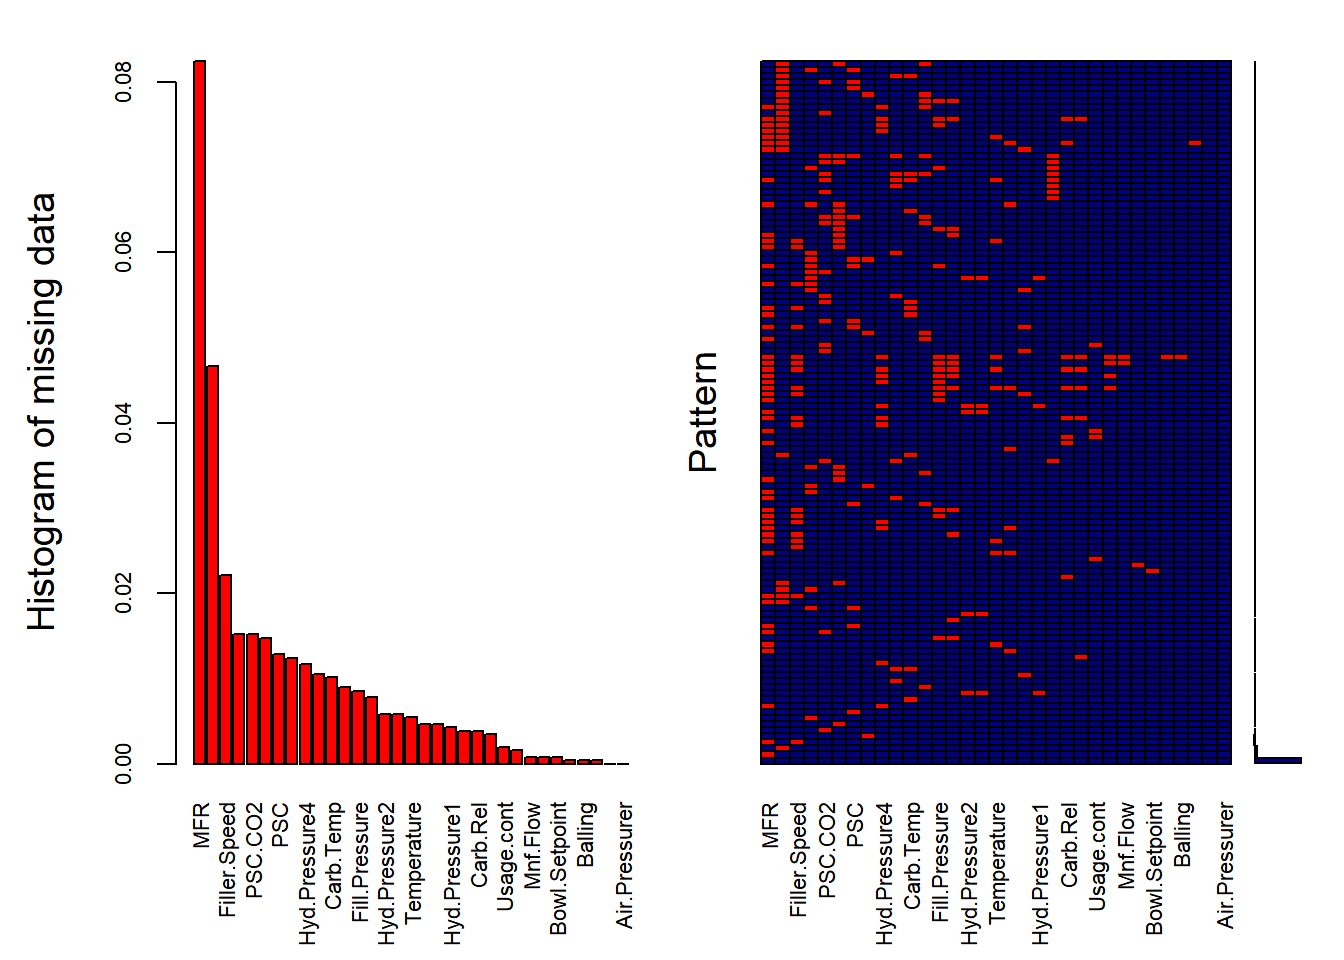 Histogram of missing data
0.08
0.06
0.04
0.02
0.00
MFR
Filler.Speed
PSC.CO2
PSC
Hyd.Pressure4
Carb.Temp
Fill.Pressure
Hyd.Pressure2
Temperature
Hyd.Pressure1
Carb.Rel
Usage.cont
Mnf.Flow
Bowl.Setpoint
Balling
Air.Pressurer
Pattern
MFR
Filler.Speed
PSC.CO2
PSC
Hyd.Pressure4
Carb.Temp
Fill.Pressure
Hyd.Pressure2
Temperature
Hyd.Pressure1
Carb.Rel
Usage.cont
Mnf.Flow
Bowl.Setpoint
Balling
Air.Pressurer